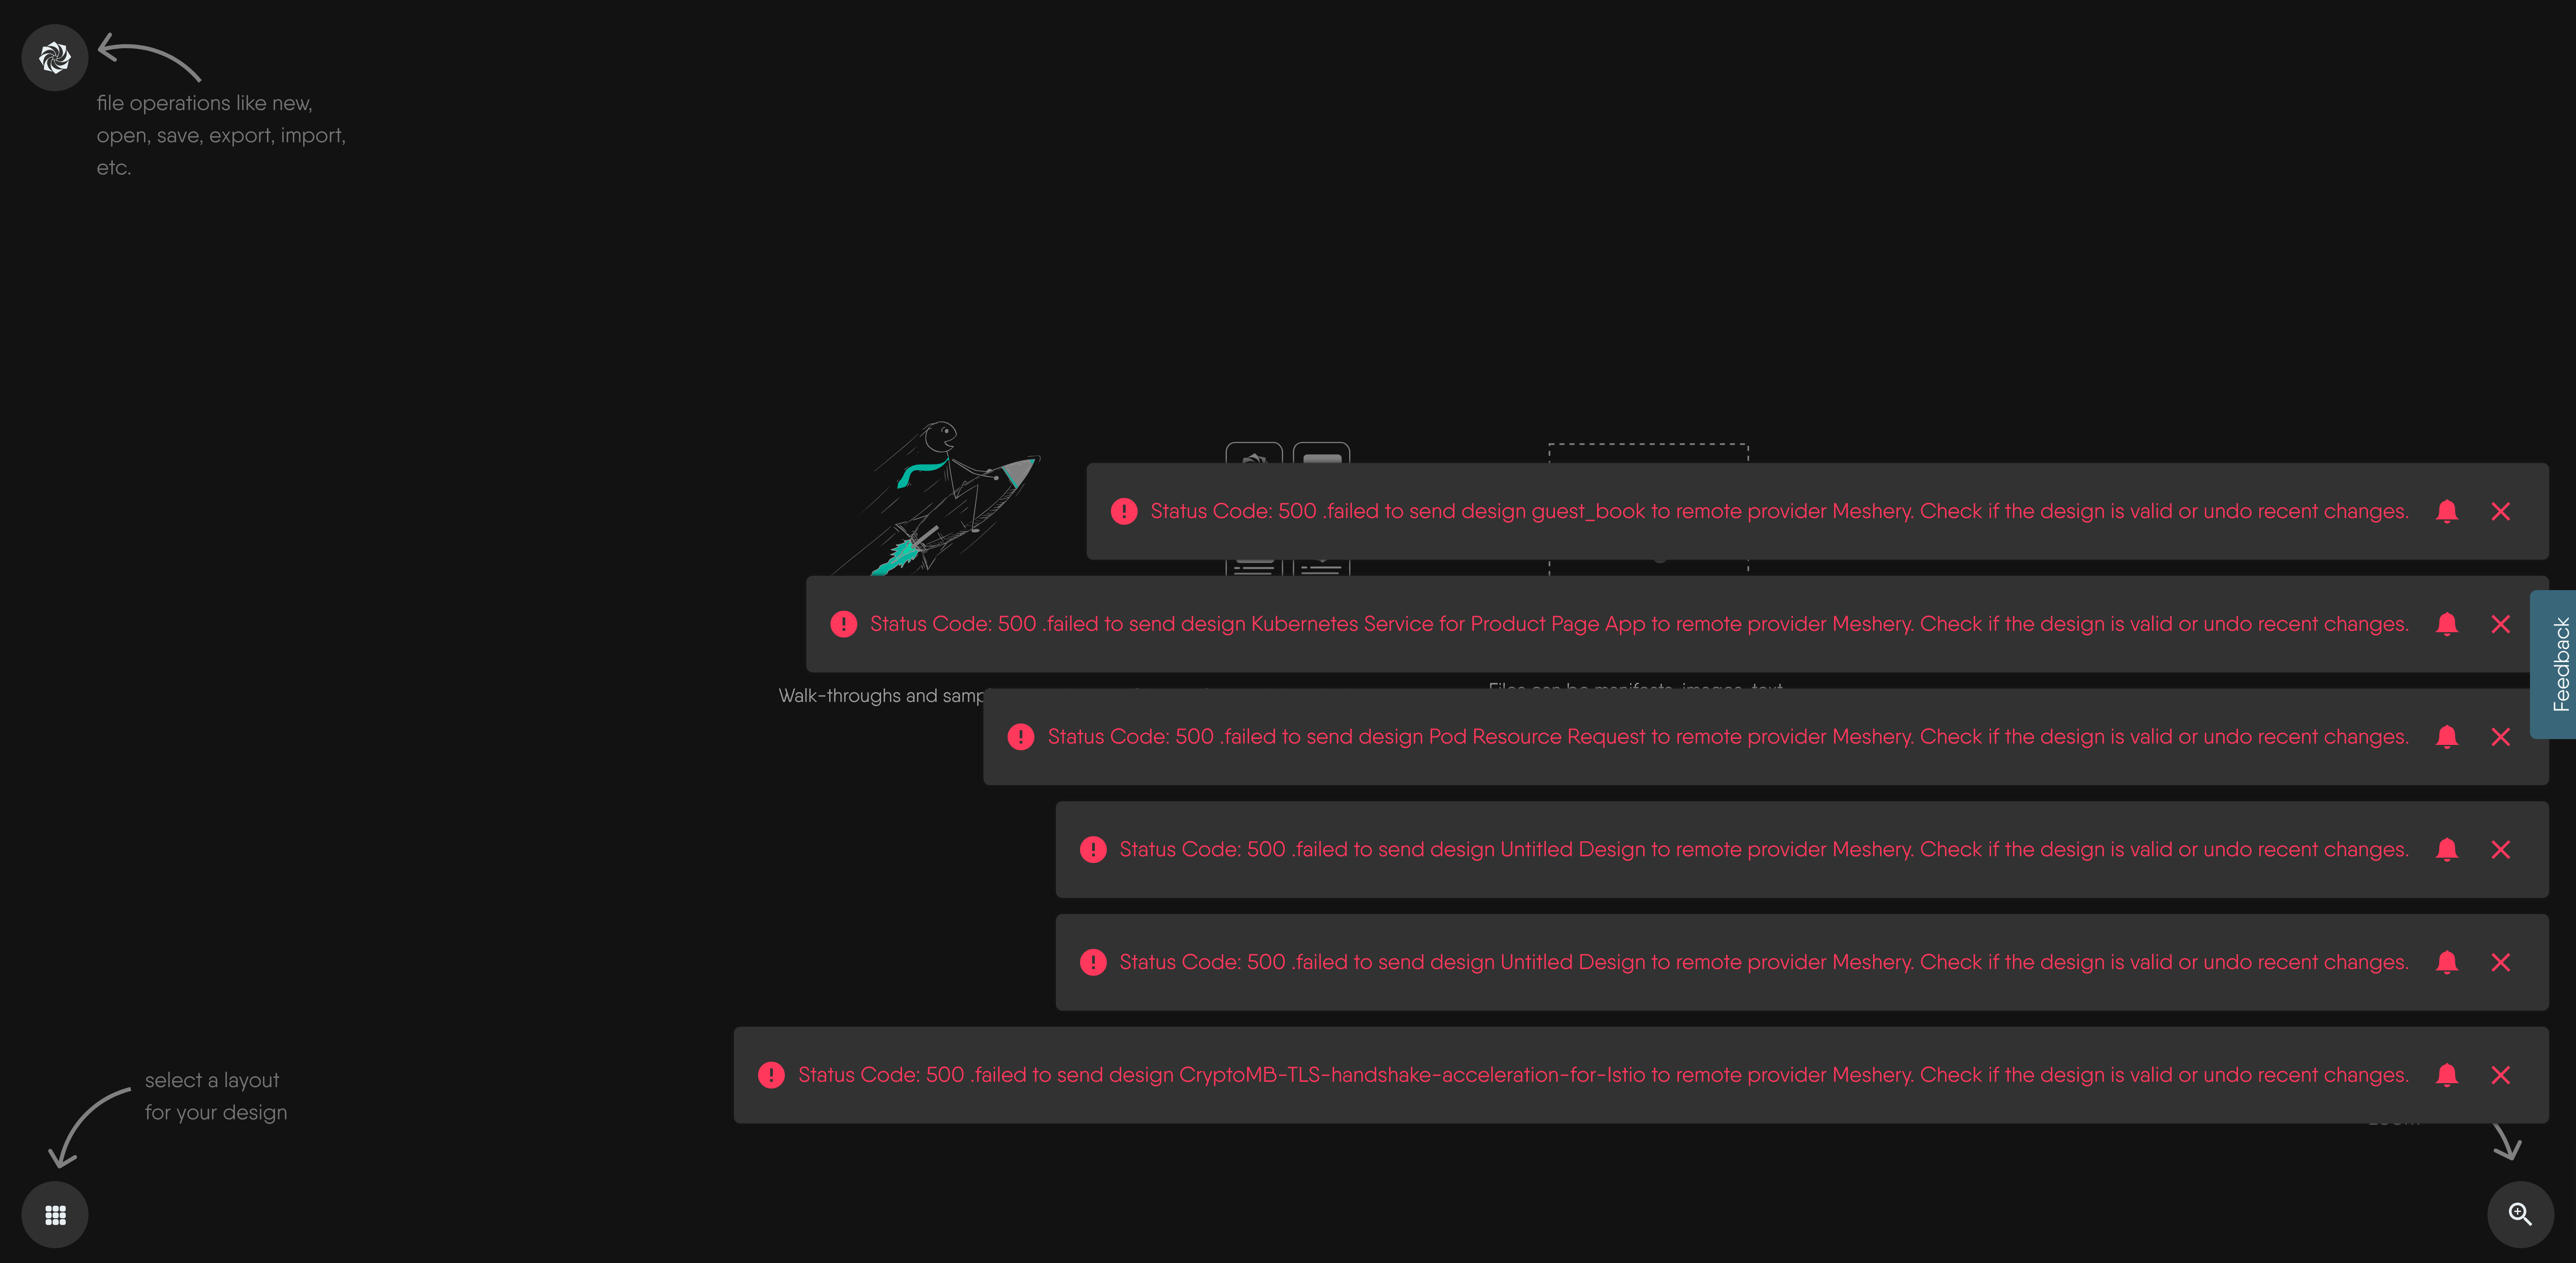 file operations like new,
open, save, export, import,
etc.
Status Code: 500 .failed to send design guest_book to remote provider Meshery. Check if the design is valid or undo recent changes.
Status Code: 500 .failed to send design Kubernetes Service for Product Page App to remote provider Meshery. Check if the design is valid or undo recent changes.
Feedback
Walk-throughs and samp
Files can be manifests, images, text
Status Code: 500 .failed to send design Pod Resource Request to remote provider Meshery. Check if the design is valid or undo recent changes.
Status Code: 500 .failed to send design Untitled Design to remote provider Meshery. Check if the design is valid or undo recent changes.
Status Code: 500 .failed to send design Untitled Design to remote provider Meshery. Check if the design is valid or undo recent changes.
Status Code: 500 .failed to send design CryptoMB-TLS-handshake-acceleration-for-Istio to remote provider Meshery. Check if the design is valid or undo recent changes.
select a layout
for your design